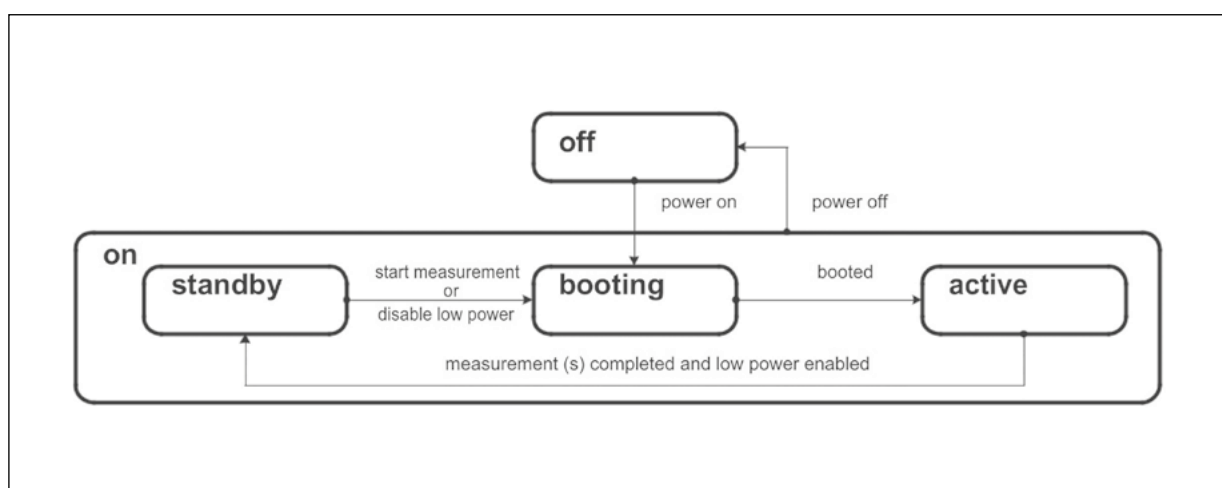 off
power on
power off
on
standby
start measurement
or
disable low power
booting
booted
active
measurement (s) completed and low power enabled